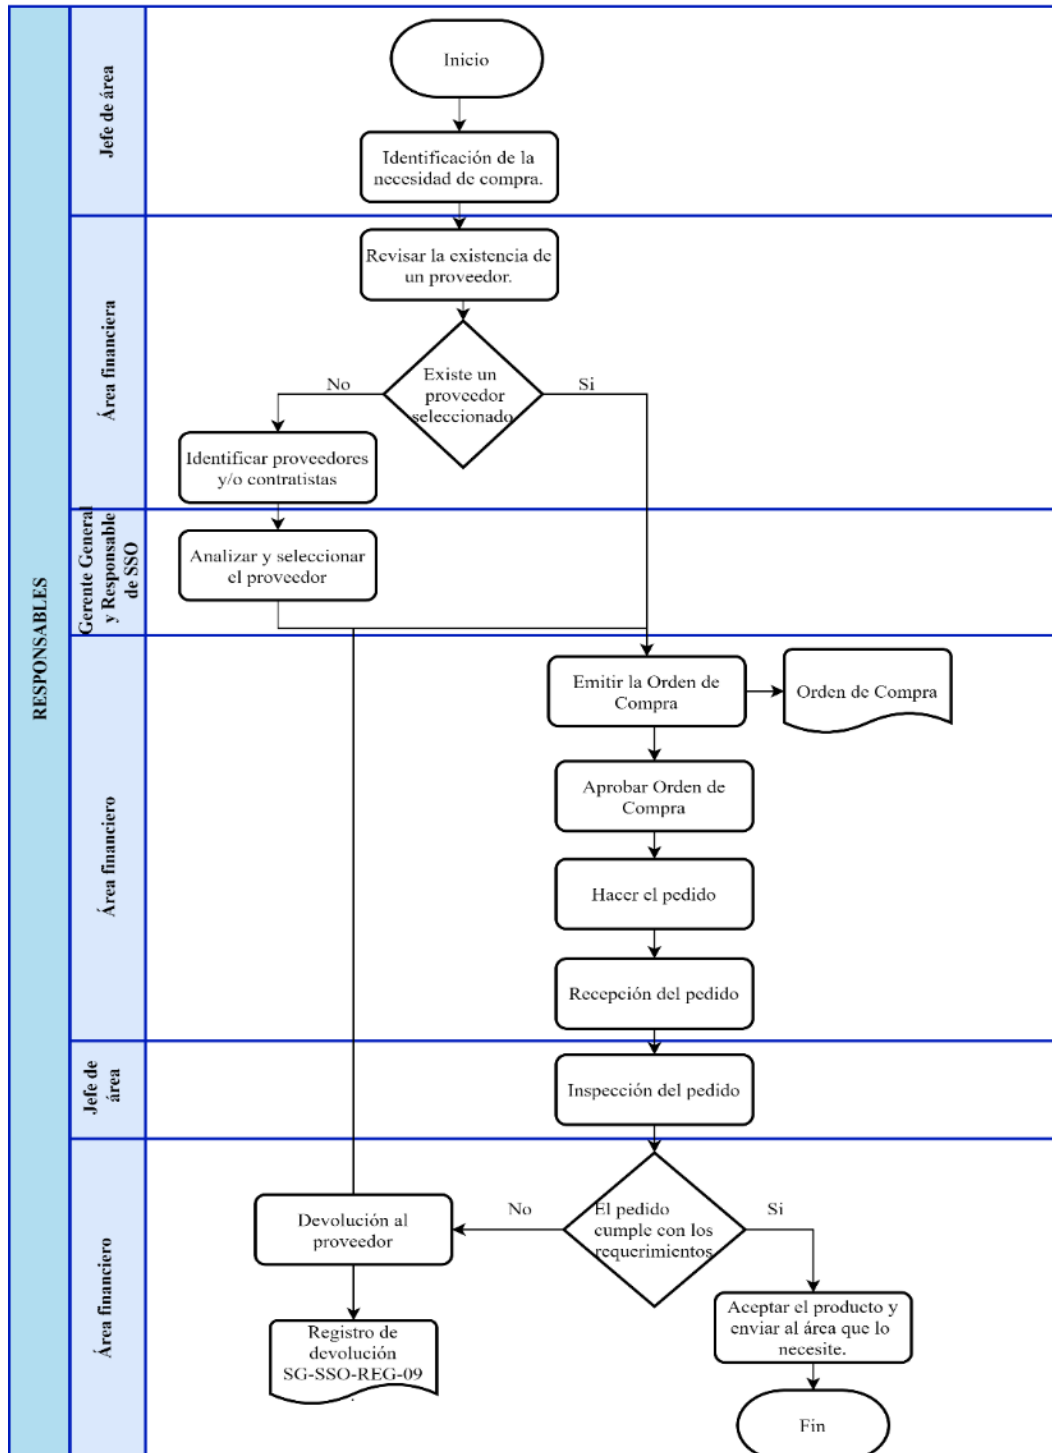 RESPONSABLES
Jefe de área
Inicio
Identificación de la
necesidad de compra.
Área financiera
Revisar la existencia de
un proveedor.
Existe un
proveedor
seleccionado
No
Si
Identificar proveedores
y/o contratistas
Gerente General
y Responsable
de SSO
Analizar y seleccionar
el proveedor
Área financiero
Emitir la Orden de
Compra
Orden de Compra
Aprobar Orden de
Compra
Hacer el pedido
Recepción del pedido
Jefe de
área
Inspección del pedido
Área financiero
El pedido
cumple con los
requerimientos
No
Si
Devolución al
proveedor
Registro de
devolución
SG-SSO-REG-09
.
Aceptar el producto y
enviar al área que lo
necesite.
Fin